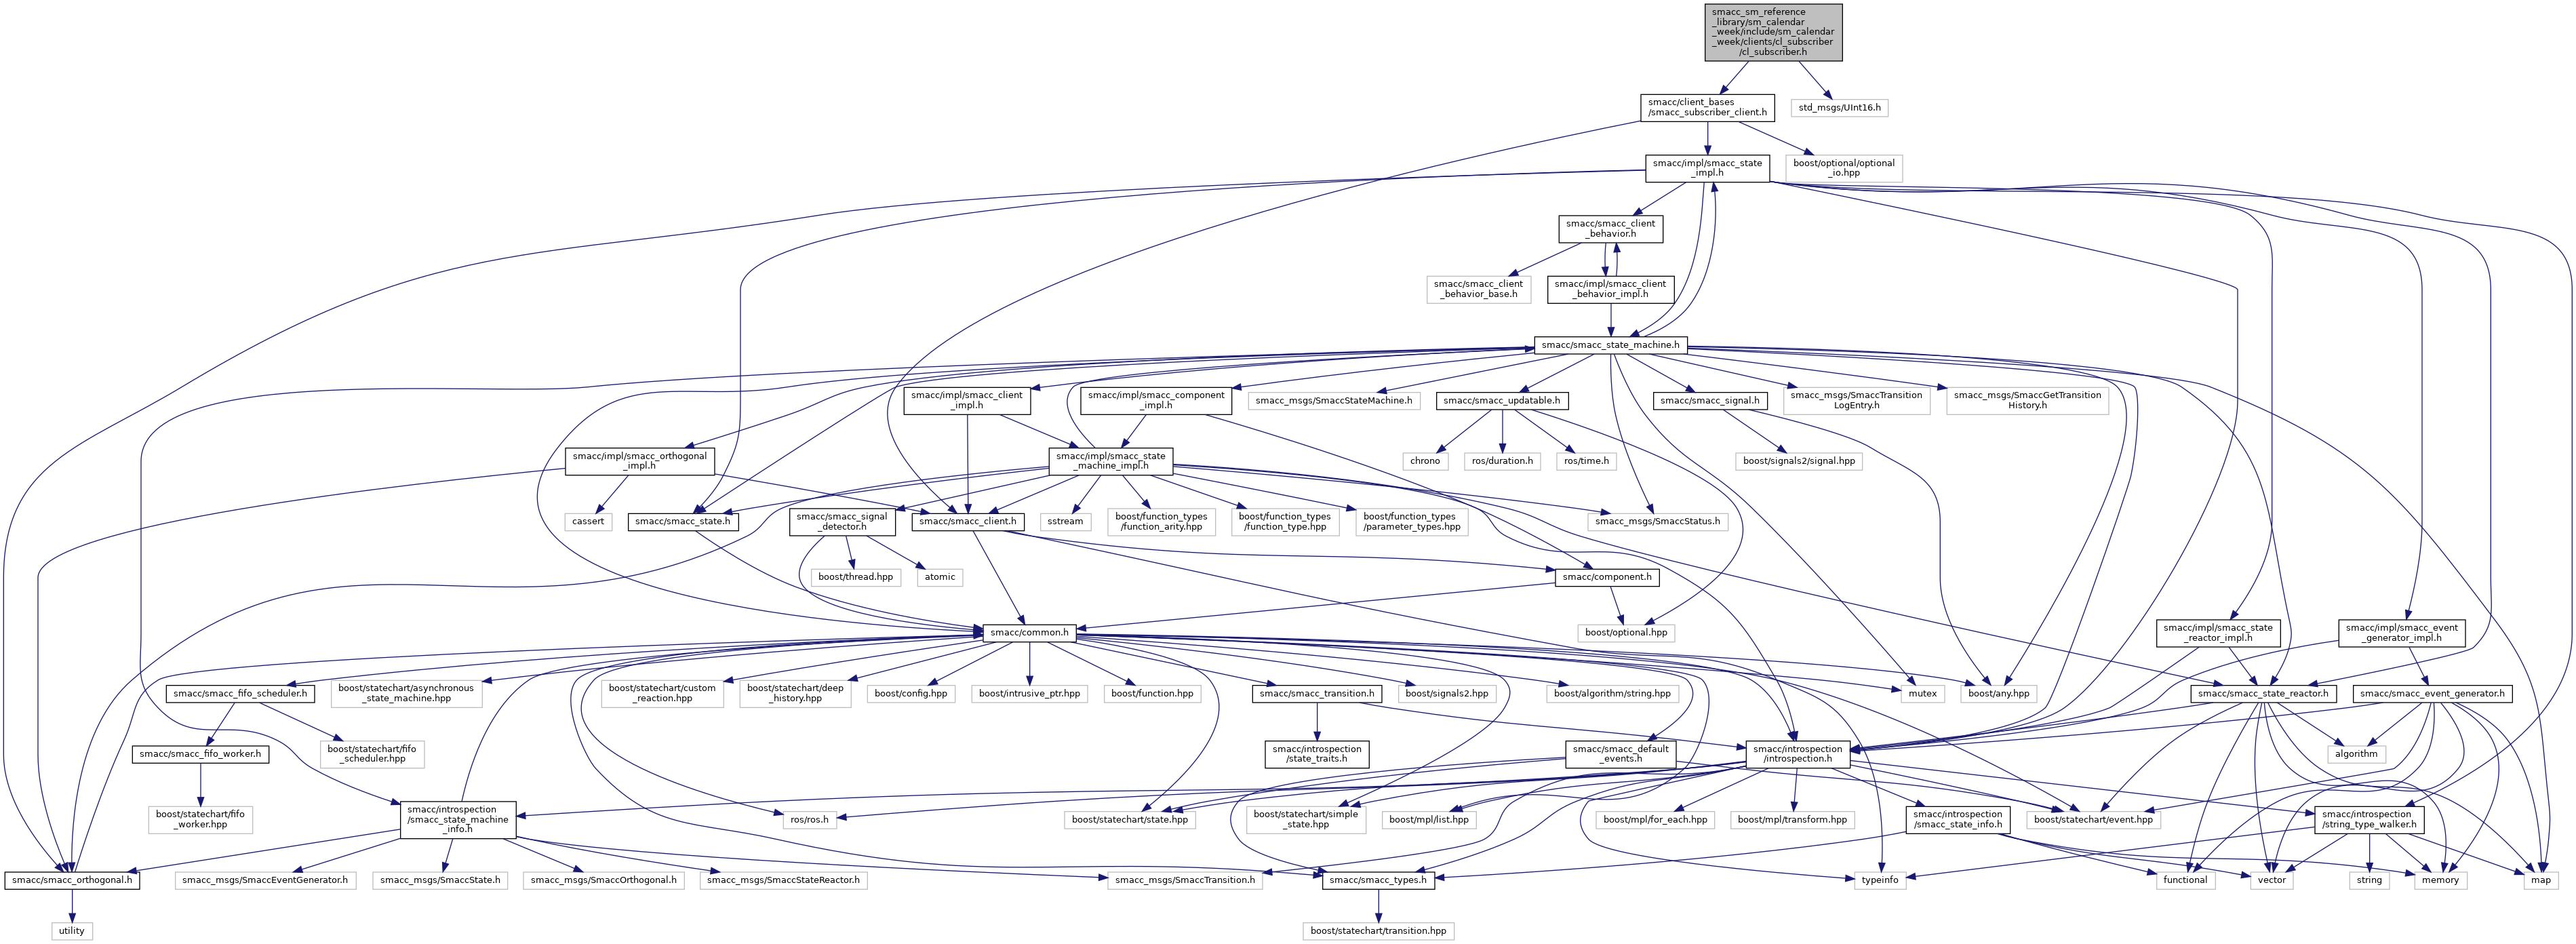 smacc_sm_reference
_library/sm_calendar
_week/include/sm_calendar
_week/clients/cl_subscriber
/cl_subscriber.h
smacc/client_bases
/smacc_subscriber_client.h
std_msgs/UInt16.h
smacc/impl/smacc_state
_impl.h
boost/optional/optional
_io.hpp
smacc/smacc_client
_behavior.h
smacc/smacc_client
_behavior_base.h
smacc/impl/smacc_client
_behavior_impl.h
smacc/smacc_state_machine.h
smacc/impl/smacc_client
_impl.h
smacc/impl/smacc_component
_impl.h
smacc_msgs/SmaccStateMachine.h
smacc/smacc_updatable.h
smacc/smacc_signal.h
smacc_msgs/SmaccTransition
LogEntry.h
smacc_msgs/SmaccGetTransition
History.h
smacc/impl/smacc_orthogonal
_impl.h
smacc/impl/smacc_state
_machine_impl.h
chrono
ros/duration.h
ros/time.h
boost/signals2/signal.hpp
cassert
smacc/smacc_state.h
smacc/smacc_signal
_detector.h
smacc/smacc_client.h
sstream
boost/function_types
/function_arity.hpp
boost/function_types
/function_type.hpp
boost/function_types
/parameter_types.hpp
smacc_msgs/SmaccStatus.h
boost/thread.hpp
atomic
smacc/component.h
smacc/common.h
boost/optional.hpp
smacc/impl/smacc_state
_reactor_impl.h
smacc/impl/smacc_event
_generator_impl.h
smacc/smacc_fifo_scheduler.h
boost/statechart/asynchronous
_state_machine.hpp
boost/statechart/custom
_reaction.hpp
boost/statechart/deep
_history.hpp
boost/config.hpp
boost/intrusive_ptr.hpp
boost/function.hpp
smacc/smacc_transition.h
boost/signals2.hpp
boost/algorithm/string.hpp
mutex
boost/any.hpp
smacc/smacc_state_reactor.h
smacc/smacc_event_generator.h
smacc/smacc_fifo_worker.h
boost/statechart/fifo
_scheduler.hpp
smacc/introspection
/state_traits.h
smacc/smacc_default
_events.h
smacc/introspection
/introspection.h
algorithm
boost/statechart/fifo
_worker.hpp
smacc/introspection
/smacc_state_machine
_info.h
ros/ros.h
boost/statechart/state.hpp
boost/statechart/simple
_state.hpp
boost/mpl/list.hpp
boost/mpl/for_each.hpp
boost/mpl/transform.hpp
smacc/introspection
/smacc_state_info.h
boost/statechart/event.hpp
smacc/introspection
/string_type_walker.h
smacc/smacc_orthogonal.h
smacc_msgs/SmaccEventGenerator.h
smacc_msgs/SmaccState.h
smacc_msgs/SmaccOrthogonal.h
smacc_msgs/SmaccStateReactor.h
smacc_msgs/SmaccTransition.h
smacc/smacc_types.h
typeinfo
functional
vector
string
memory
map
utility
boost/statechart/transition.hpp